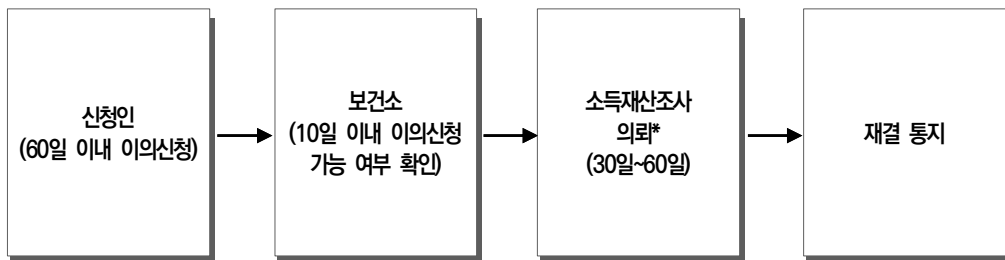 신청인
(60일 이내 이의신청)
보건소
(10일 이내 이의신청
가능 여부 확인)
소득재산조사
의뢰*
(30일~60일)
재결 통지